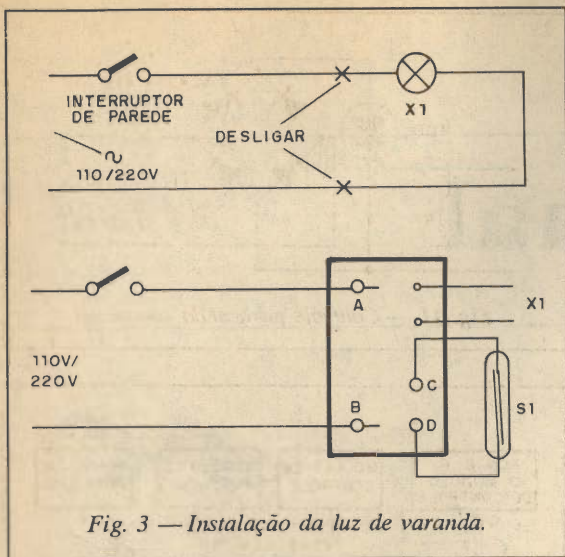 INTERRUPTOR
DE PAREDE
X1
DESLIGAR
110/220V
A
X1
110V/
220V
C
S1
B
D
Fig. 3 — Instalação da luz de varanda.